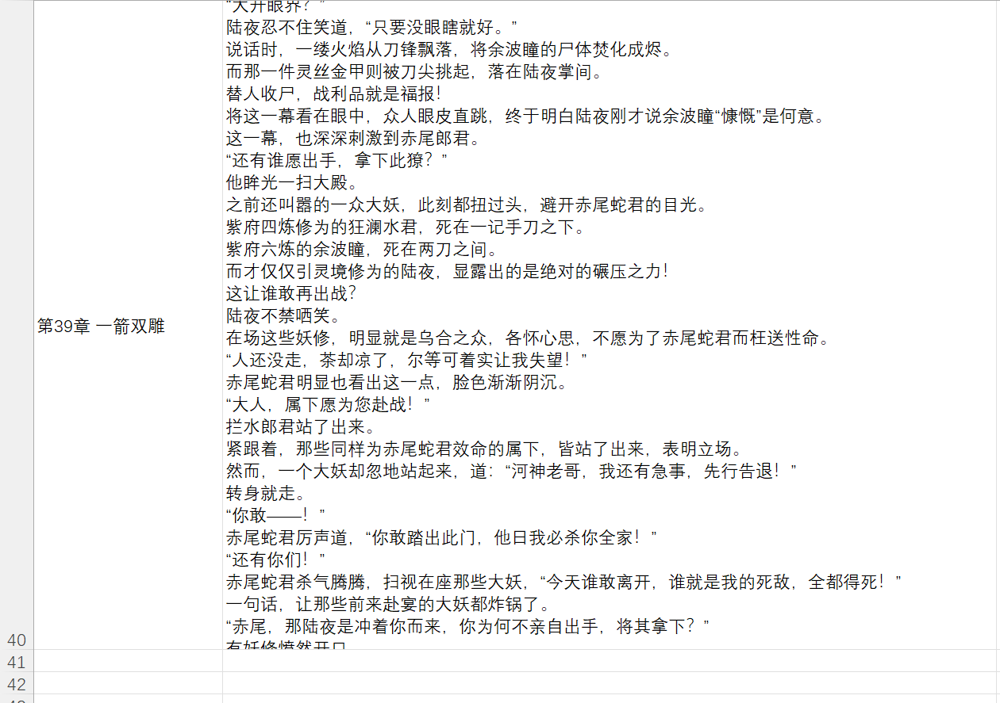 “大开眼界？”
陆夜忍不住笑道，“只要没眼瞎就好。”
说话时，一缕火焰从刀锋飘落，将余波瞳的尸体焚化成烬。
而那一件灵丝金甲则被刀尖挑起，落在陆夜掌间。
替人收尸，战利品就是福报！
将这一幕看在眼中，众人眼皮直跳，终于明白陆夜刚才说余波瞳“慷慨”是何意。
这一幕，也深深刺激到赤尾郎君。
“还有谁愿出手，拿下此獠？”
他眸光一扫大殿。
之前还叫嚣的一众大妖，此刻都扭过头，避开赤尾蛇君的目光。
紫府四炼修为的狂澜水君，死在一记手刀之下。
紫府六炼的余波瞳，死在两刀之间。
而才仅仅引灵境修为的陆夜，显露出的是绝对的碾压之力！
这让谁敢再出战？
陆夜不禁哂笑。
第39章 一箭双雕
在场这些妖修，明显就是乌合之众，各怀心思，不愿为了赤尾蛇君而枉送性命。
“人还没走，茶却凉了，尔等可着实让我失望！”
赤尾蛇君明显也看出这一点，脸色渐渐阴沉。
“大人，属下愿为您赴战！”
拦水郎君站了出来。
紧跟着，那些同样为赤尾蛇君效命的属下，皆站了出来，表明立场。
然而，一个大妖却忽地站起来，道：“河神老哥，我还有急事，先行告退！”
转身就走。
“你敢——！”
赤尾蛇君厉声道，“你敢踏出此门，他日我必杀你全家！”
“还有你们！”
赤尾蛇君杀气腾腾，扫视在座那些大妖，“今天谁敢离开，谁就是我的死敌，全都得死！”
一句话，让那些前来赴宴的大妖都炸锅了。
“赤尾，那陆夜是冲着你而来，你为何不亲自出手，将其拿下？”
有妖修愤然开口
40
41
42